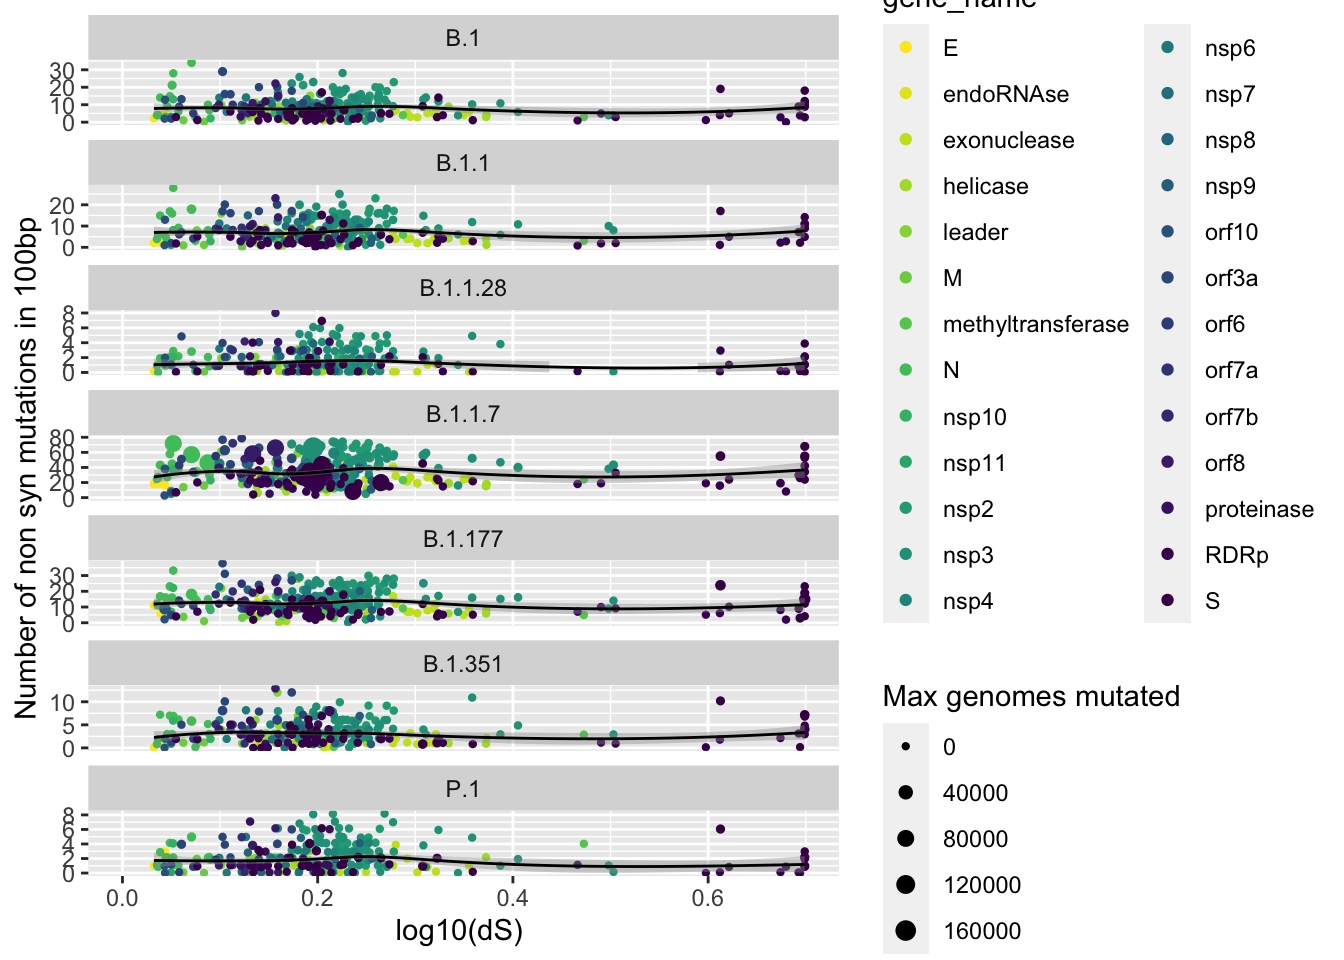 B.1
30
20
10
0
B.1.1
20
10
0
B.1.1.28
8
6
4
2
0
B.1.1.7
80
60
40
20
0
B.1.177
30
20
10
0
B.1.351
10
5
0
P.1
8
6
4
2
0
0.0
0.2
0.4
0.6
log10(dS)
Number of non syn mutations in 100bp
gene_name
E
endoRNAse
exonuclease
helicase
leader
M
methyltransferase
N
nsp10
nsp11
nsp2
nsp3
nsp4
nsp6
nsp7
nsp8
nsp9
orf10
orf3a
orf6
orf7a
orf7b
orf8
proteinase
RDRp
S
Max genomes mutated
0
40000
80000
120000
160000